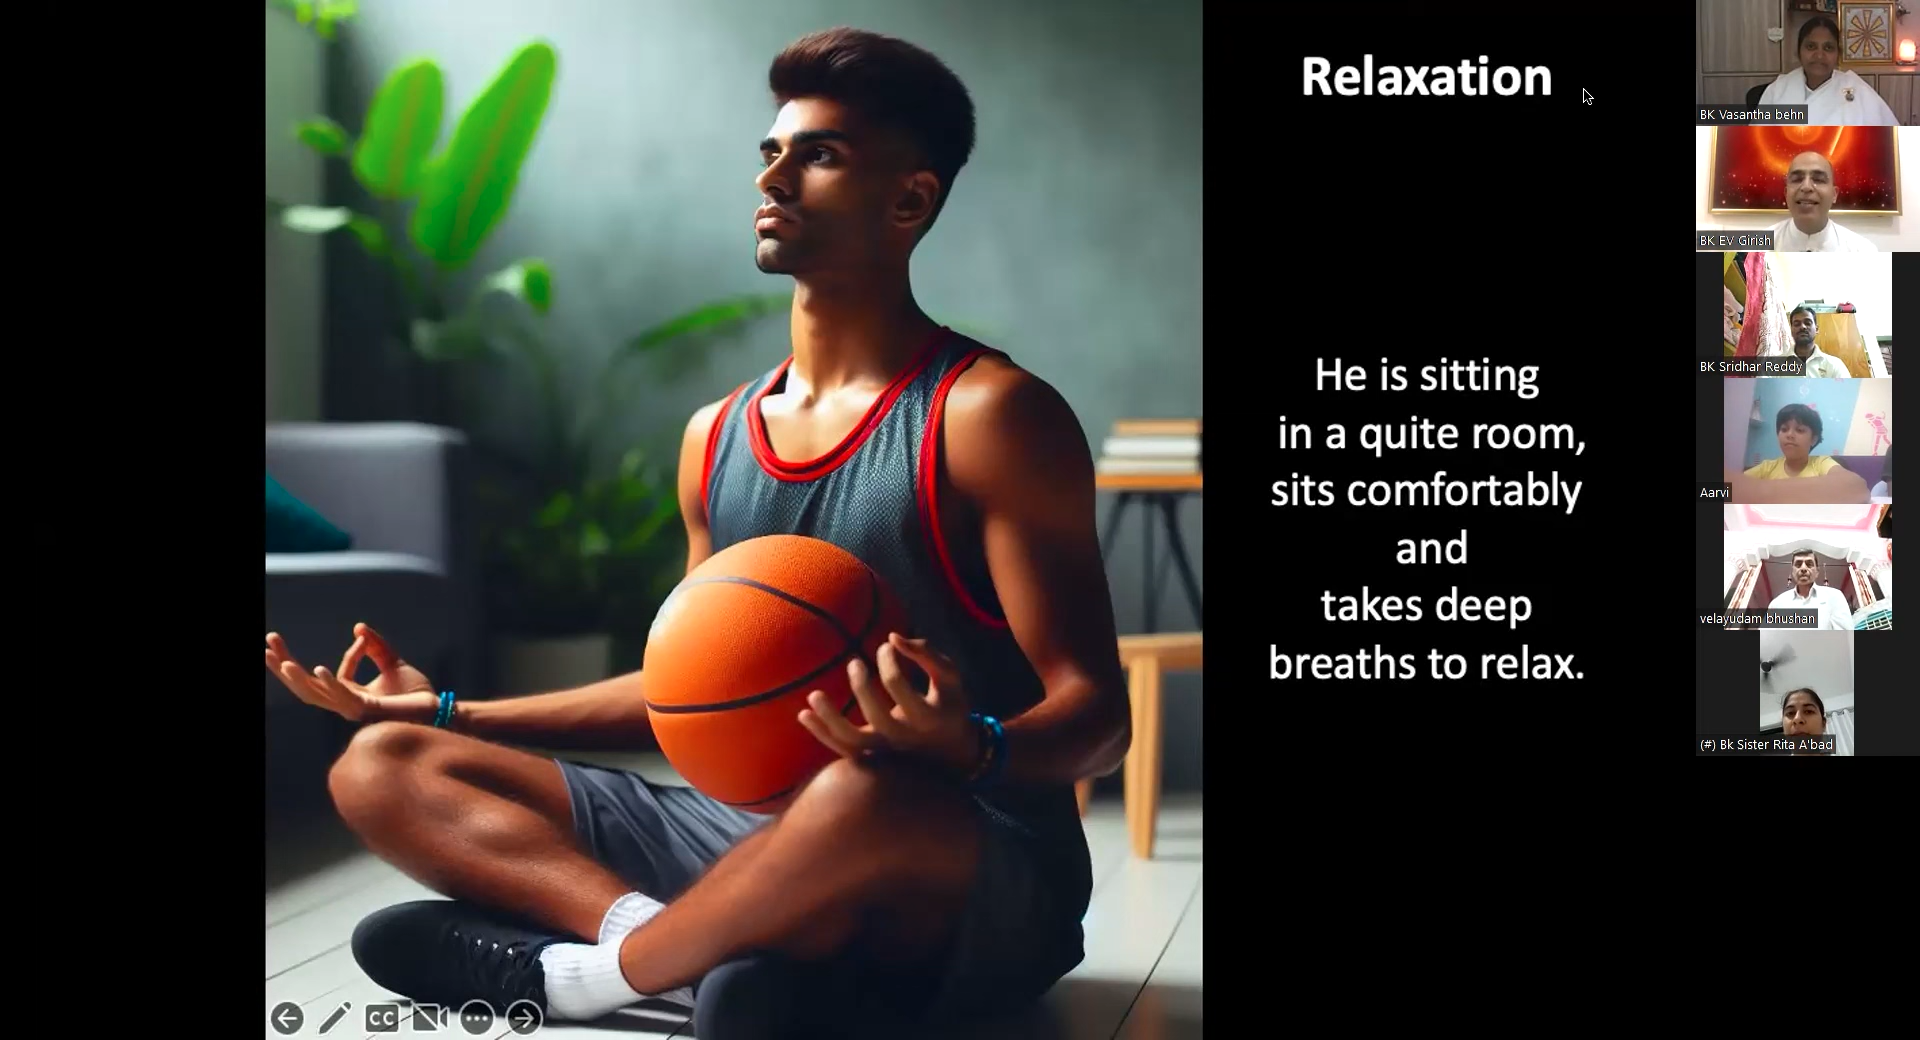 Relaxation
He is sitting
in a quite room,
sits comfortably
and
takes deep
breaths to relax.
BK Vasantha behn
BK EV Girish
BK Sridhar Reddy
Aarvi
velayudam bhushan
(#) Bk Sister Rita A'bad
CC